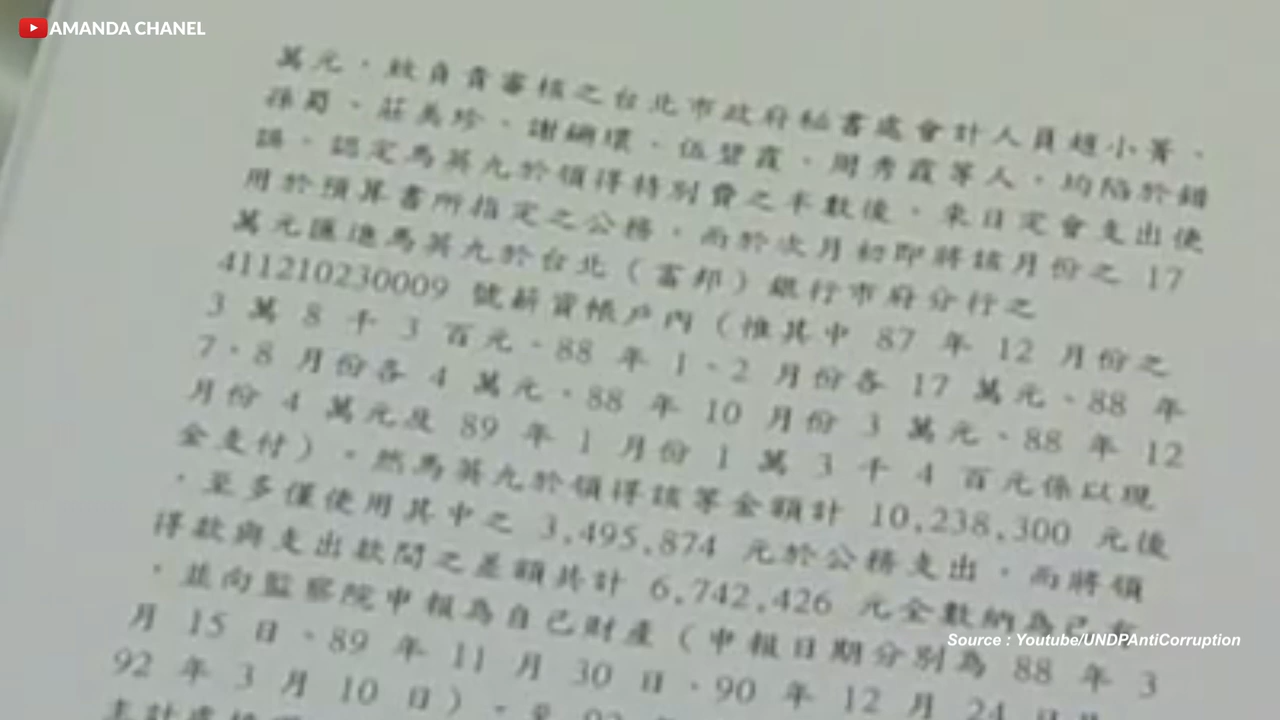 AMANDA CHANEL
萬元，致負責審核之台北市政府秘書處會計人員趙小菁、
孫蜀、莊美珍、謝繃環、伍璧霞、周秀霞等人，均陷於錯
誤，認定馬英九於領得特別費之半數後，來日定會支出使
用於預算書所指定之公務，而於次月初即將該月份之 17
萬元匯進馬英九於台北（富邦）銀行市府分行之
411210230009 號薪資帳戶內（惟其中 87 年 12 月份之
3 萬 8 千 3 百元、88 年 1、2 月份各 17 萬元、88 年
7、8 月份各 4 萬元、88 年 10 月份 3 萬元、88 年 12
月份 4 萬元及 89 年 1 月份 1 萬 3 千 4 百元係以現
金支付）。然馬英九於領得該等金額計 10,238,300 元後
，至多僅使用其中之 3,495,874 元於公務支出，而將領
得款與支出款間之差額共計 6,742,426 元全數納為己有
，並向監察院申報為自己財產（申報日期分別為 88 年 3
月 15 日、89 年 11 月 30 日、90 年 12 月 24 日
92 年 3 月 10 日）。
Source : Youtube/UNDPAntiCorruption